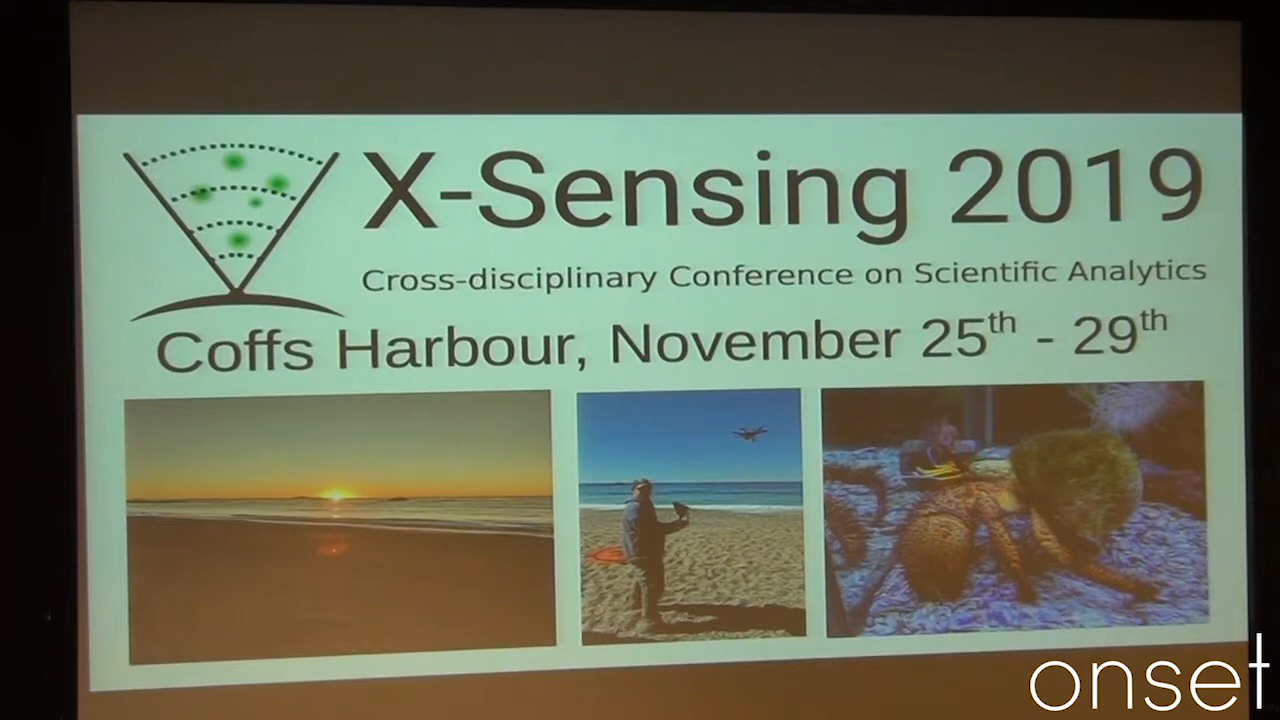 X-Sensing 2019
Cross-disciplinary Conference on Scientific Analytics
Coffs Harbour, November 25th - 29th
onset